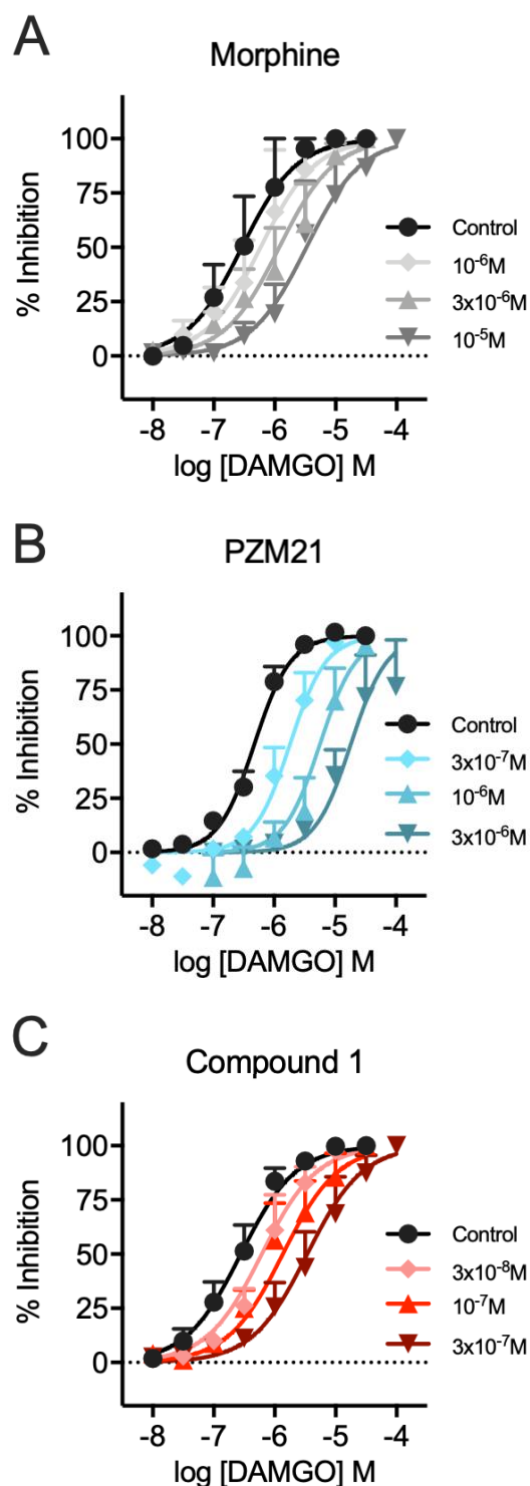 A
Morphine
% Inhibition
100
75
50
25
0
-8 -7 -6 -5 -4
log [DAMGO] M
Control
10⁻⁶M
3x10⁻⁶M
10⁻⁵M
B
PZM21
% Inhibition
100
75
50
25
0
-8 -7 -6 -5 -4
log [DAMGO] M
Control
3x10⁻⁷M
10⁻⁶M
3x10⁻⁶M
C
Compound 1
% Inhibition
100
75
50
25
0
-8 -7 -6 -5 -4
log [DAMGO] M
Control
3x10⁻⁸M
10⁻⁷M
3x10⁻⁷M